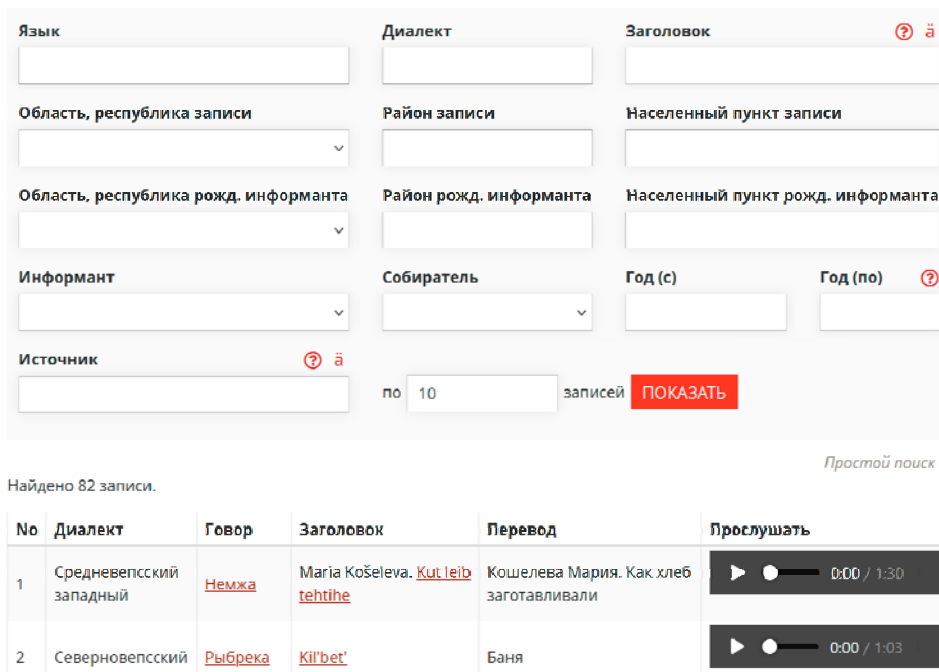 Язык Диалект Заголовок ä
Область, республика записи Район записи Населенный пункт записи
Область, республика рожд. информанта Район рожд. информанта Населенный пункт рожд. информанта
Информант Собиратель Год (с) Год (по)
Источник ä
по 10 записей ПОКАЗАТЬ
Простой поиск
Найдено 82 записи.
No Диалект Говор Заголовок Перевод Прослушать
1 Средневепсский западный Немжа Maria Košeleva. Kut leib tehtihe Кошелева Мария. Как хлеб заготавливали 0:00 / 1:30
2 Северновепсский Рыбрека Kil'bet' Баня 0:00 / 1:03